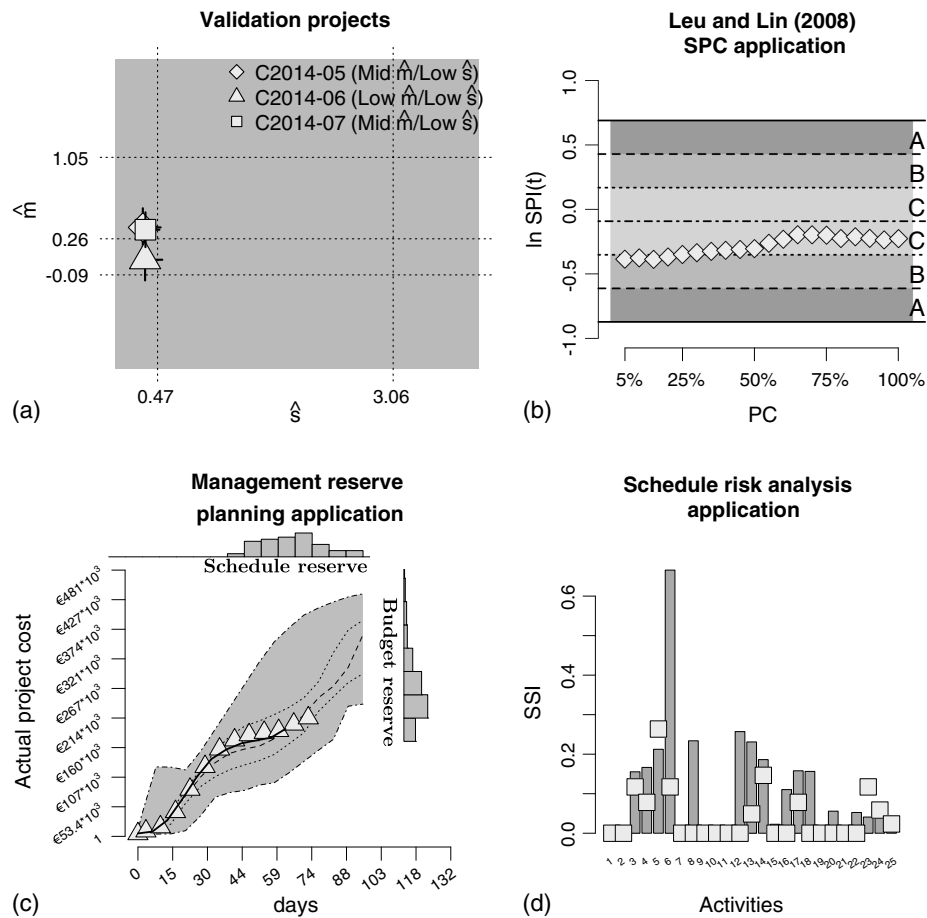 Validation projects
C2014-05 (Mid m̂/Low ŝ)
C2014-06 (Low m̂/Low ŝ)
C2014-07 (Mid m̂/Low ŝ)
1.05
0.26
-0.09
m̂
0.47
3.06
ŝ
(a)
Leu and Lin (2008)
SPC application
1.0
0.5
0.0
-0.5
-1.0
ln SPI(t)
A
B
C
C
B
A
5%
25%
50%
75%
100%
PC
(b)
Management reserve
planning application
Schedule reserve
Budget reserve
€481*10³
€427*10³
€374*10³
€321*10³
€267*10³
€214*10³
€160*10³
€107*10³
€53.4*10³
1
Actual project cost
0
15
30
44
59
74
88
103
118
132
days
(c)
Schedule risk analysis
application
0.6
0.4
0.2
0.0
SSI
1
2
3
4
5
6
7
8
9
10
11
12
13
14
15
16
17
18
19
20
21
22
23
24
25
Activities
(d)